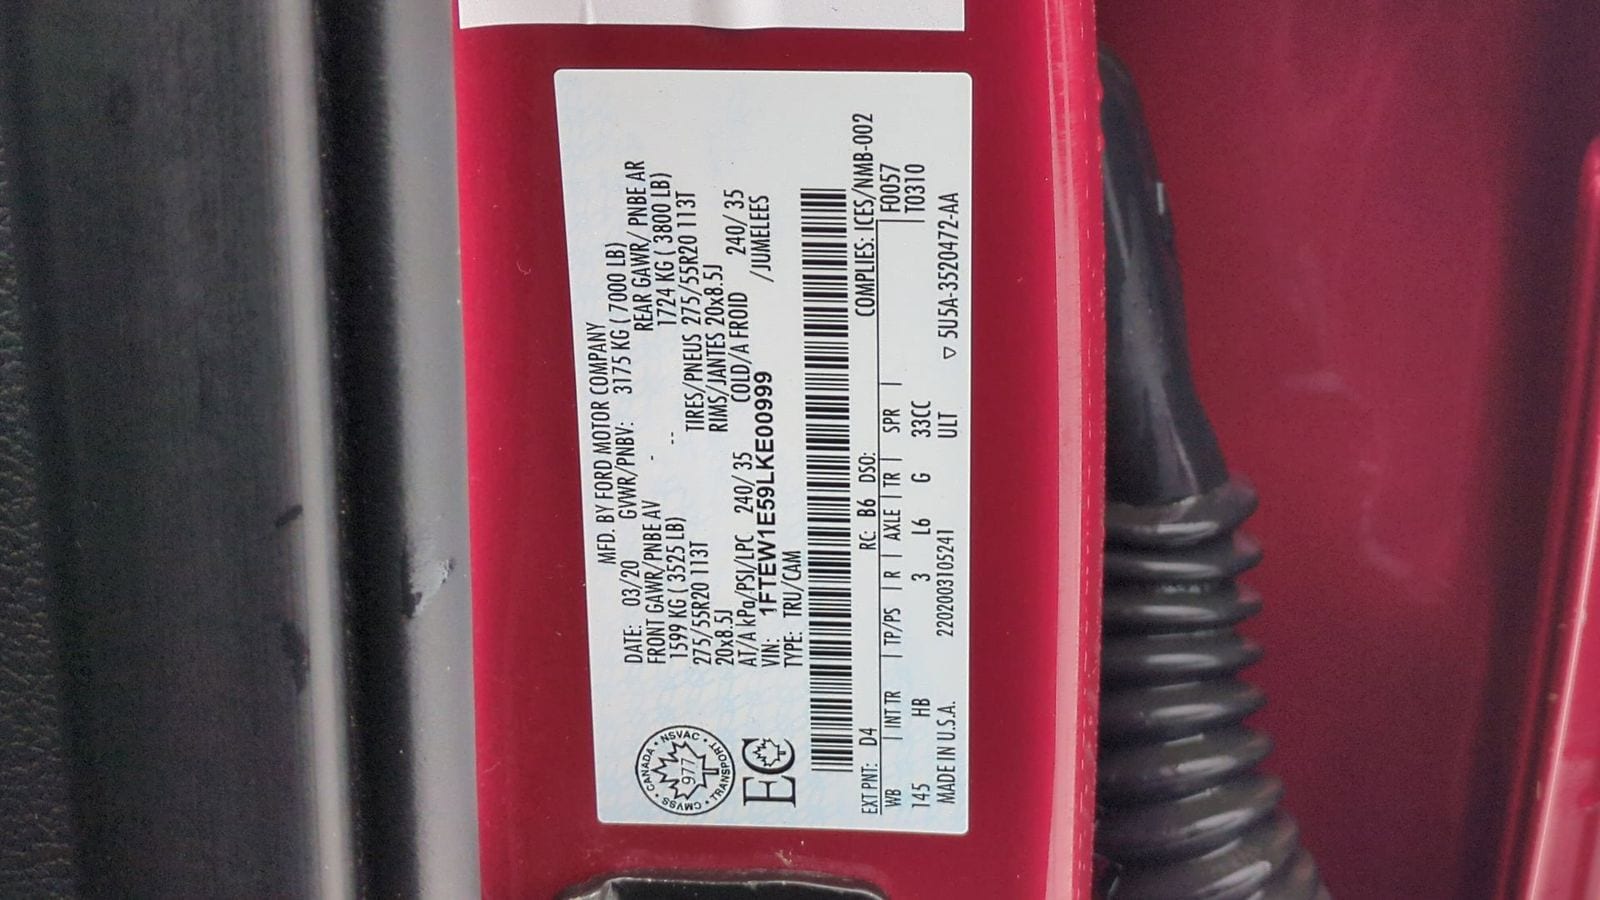 MFD. BY FORD MOTOR COMPANY
DATE: 03/20 GVWR/PNBV: 3175 KG ( 7000 LB)
FRONT GAWR/PNBE AV - -- REAR GAWR/ PNBE AR
1599 KG ( 3525 LB) 1724 KG ( 3800 LB)
275/55R20 113T TIRES/PNEUS 275/55R20 113T
20x8.5J RIMS/JANTES 20x8.5J
AT/A kPa/PSI/LPC 240/ 35 COLD/A FROID 240/ 35
VIN: 1FTEW1E59LKE00999 /JUMELEES
TYPE: TRU/CAM
CANADA • NSVAC • TRANSPORT • CMVSS •
977
EC
COMPLIES: ICES/NMB-002
EXT PNT: D4 RC: B6 DSO: F0057
WB | INT TR | TP/PS | R | AXLE | TR | SPR | T0310
145 HB 3 L6 G 33CC
MADE IN U.S.A. 220200310524​1 ULT ▽ 5U5A-3520472-AA